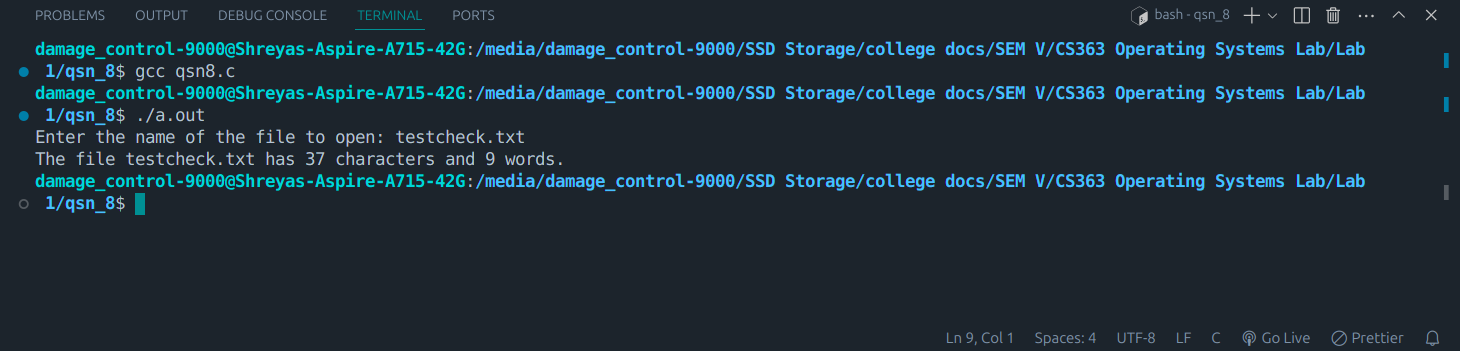 PROBLEMS OUTPUT DEBUG CONSOLE TERMINAL PORTS bash - qsn_8
damage_control-9000@Shreyas-Aspire-A715-42G:/media/damage_control-9000/SSD Storage/college docs/SEM V/CS363 Operating Systems Lab/Lab
1/qsn_8$ gcc qsn8.c
damage_control-9000@Shreyas-Aspire-A715-42G:/media/damage_control-9000/SSD Storage/college docs/SEM V/CS363 Operating Systems Lab/Lab
1/qsn_8$ ./a.out
Enter the name of the file to open: testcheck.txt
The file testcheck.txt has 37 characters and 9 words.
damage_control-9000@Shreyas-Aspire-A715-42G:/media/damage_control-9000/SSD Storage/college docs/SEM V/CS363 Operating Systems Lab/Lab
1/qsn_8$
Ln 9, Col 1 Spaces: 4 UTF-8 LF C Go Live Prettier